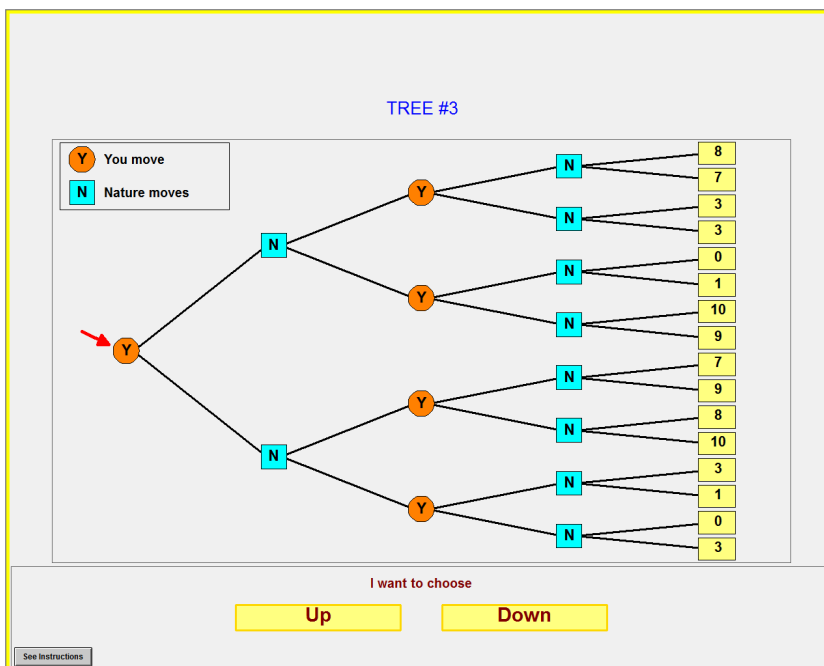 TREE #3
Y You move
N Nature moves
N
8
7
Y
N
3
3
N
N
0
1
Y
N
10
9
Y
N
7
9
Y
N
8
10
N
N
3
1
Y
N
0
3
I want to choose
Up Down
See Instructions